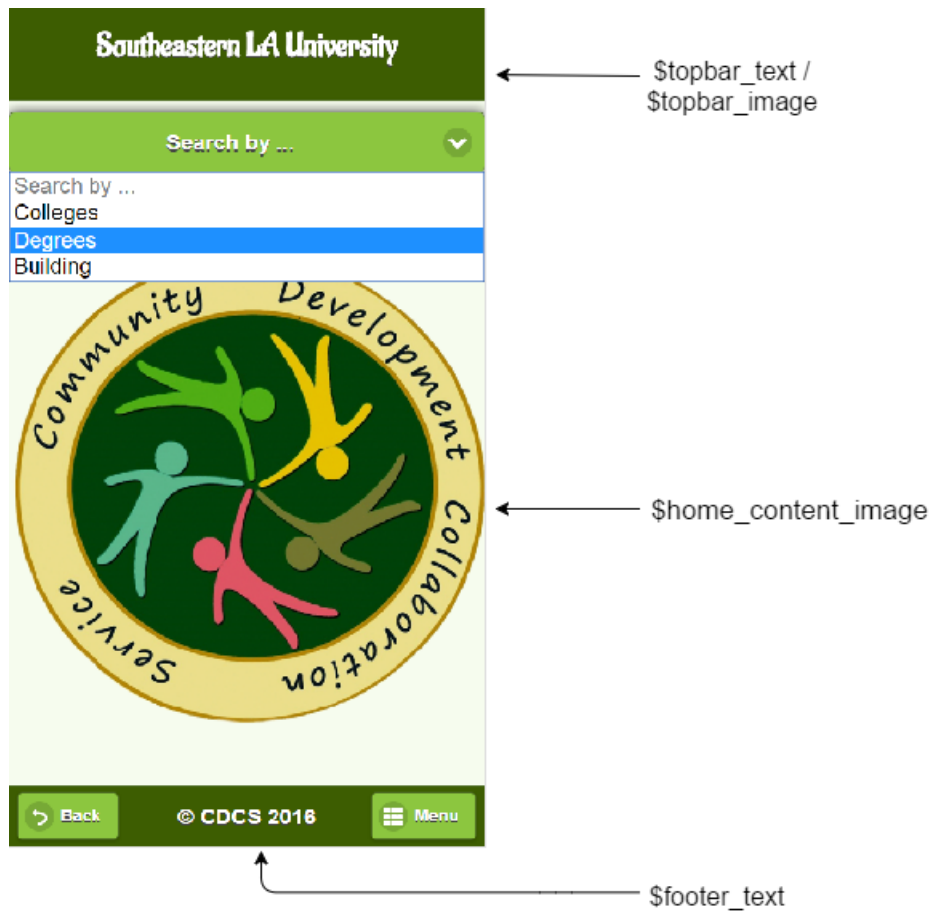 Southeastern LA University
$topbar_text /
$topbar_image
Search by ...
Search by ...
Colleges
Degrees
Building
Community Development Collaboration Service
$home_content_image
Back
© CDCS 2016
Menu
$footer_text